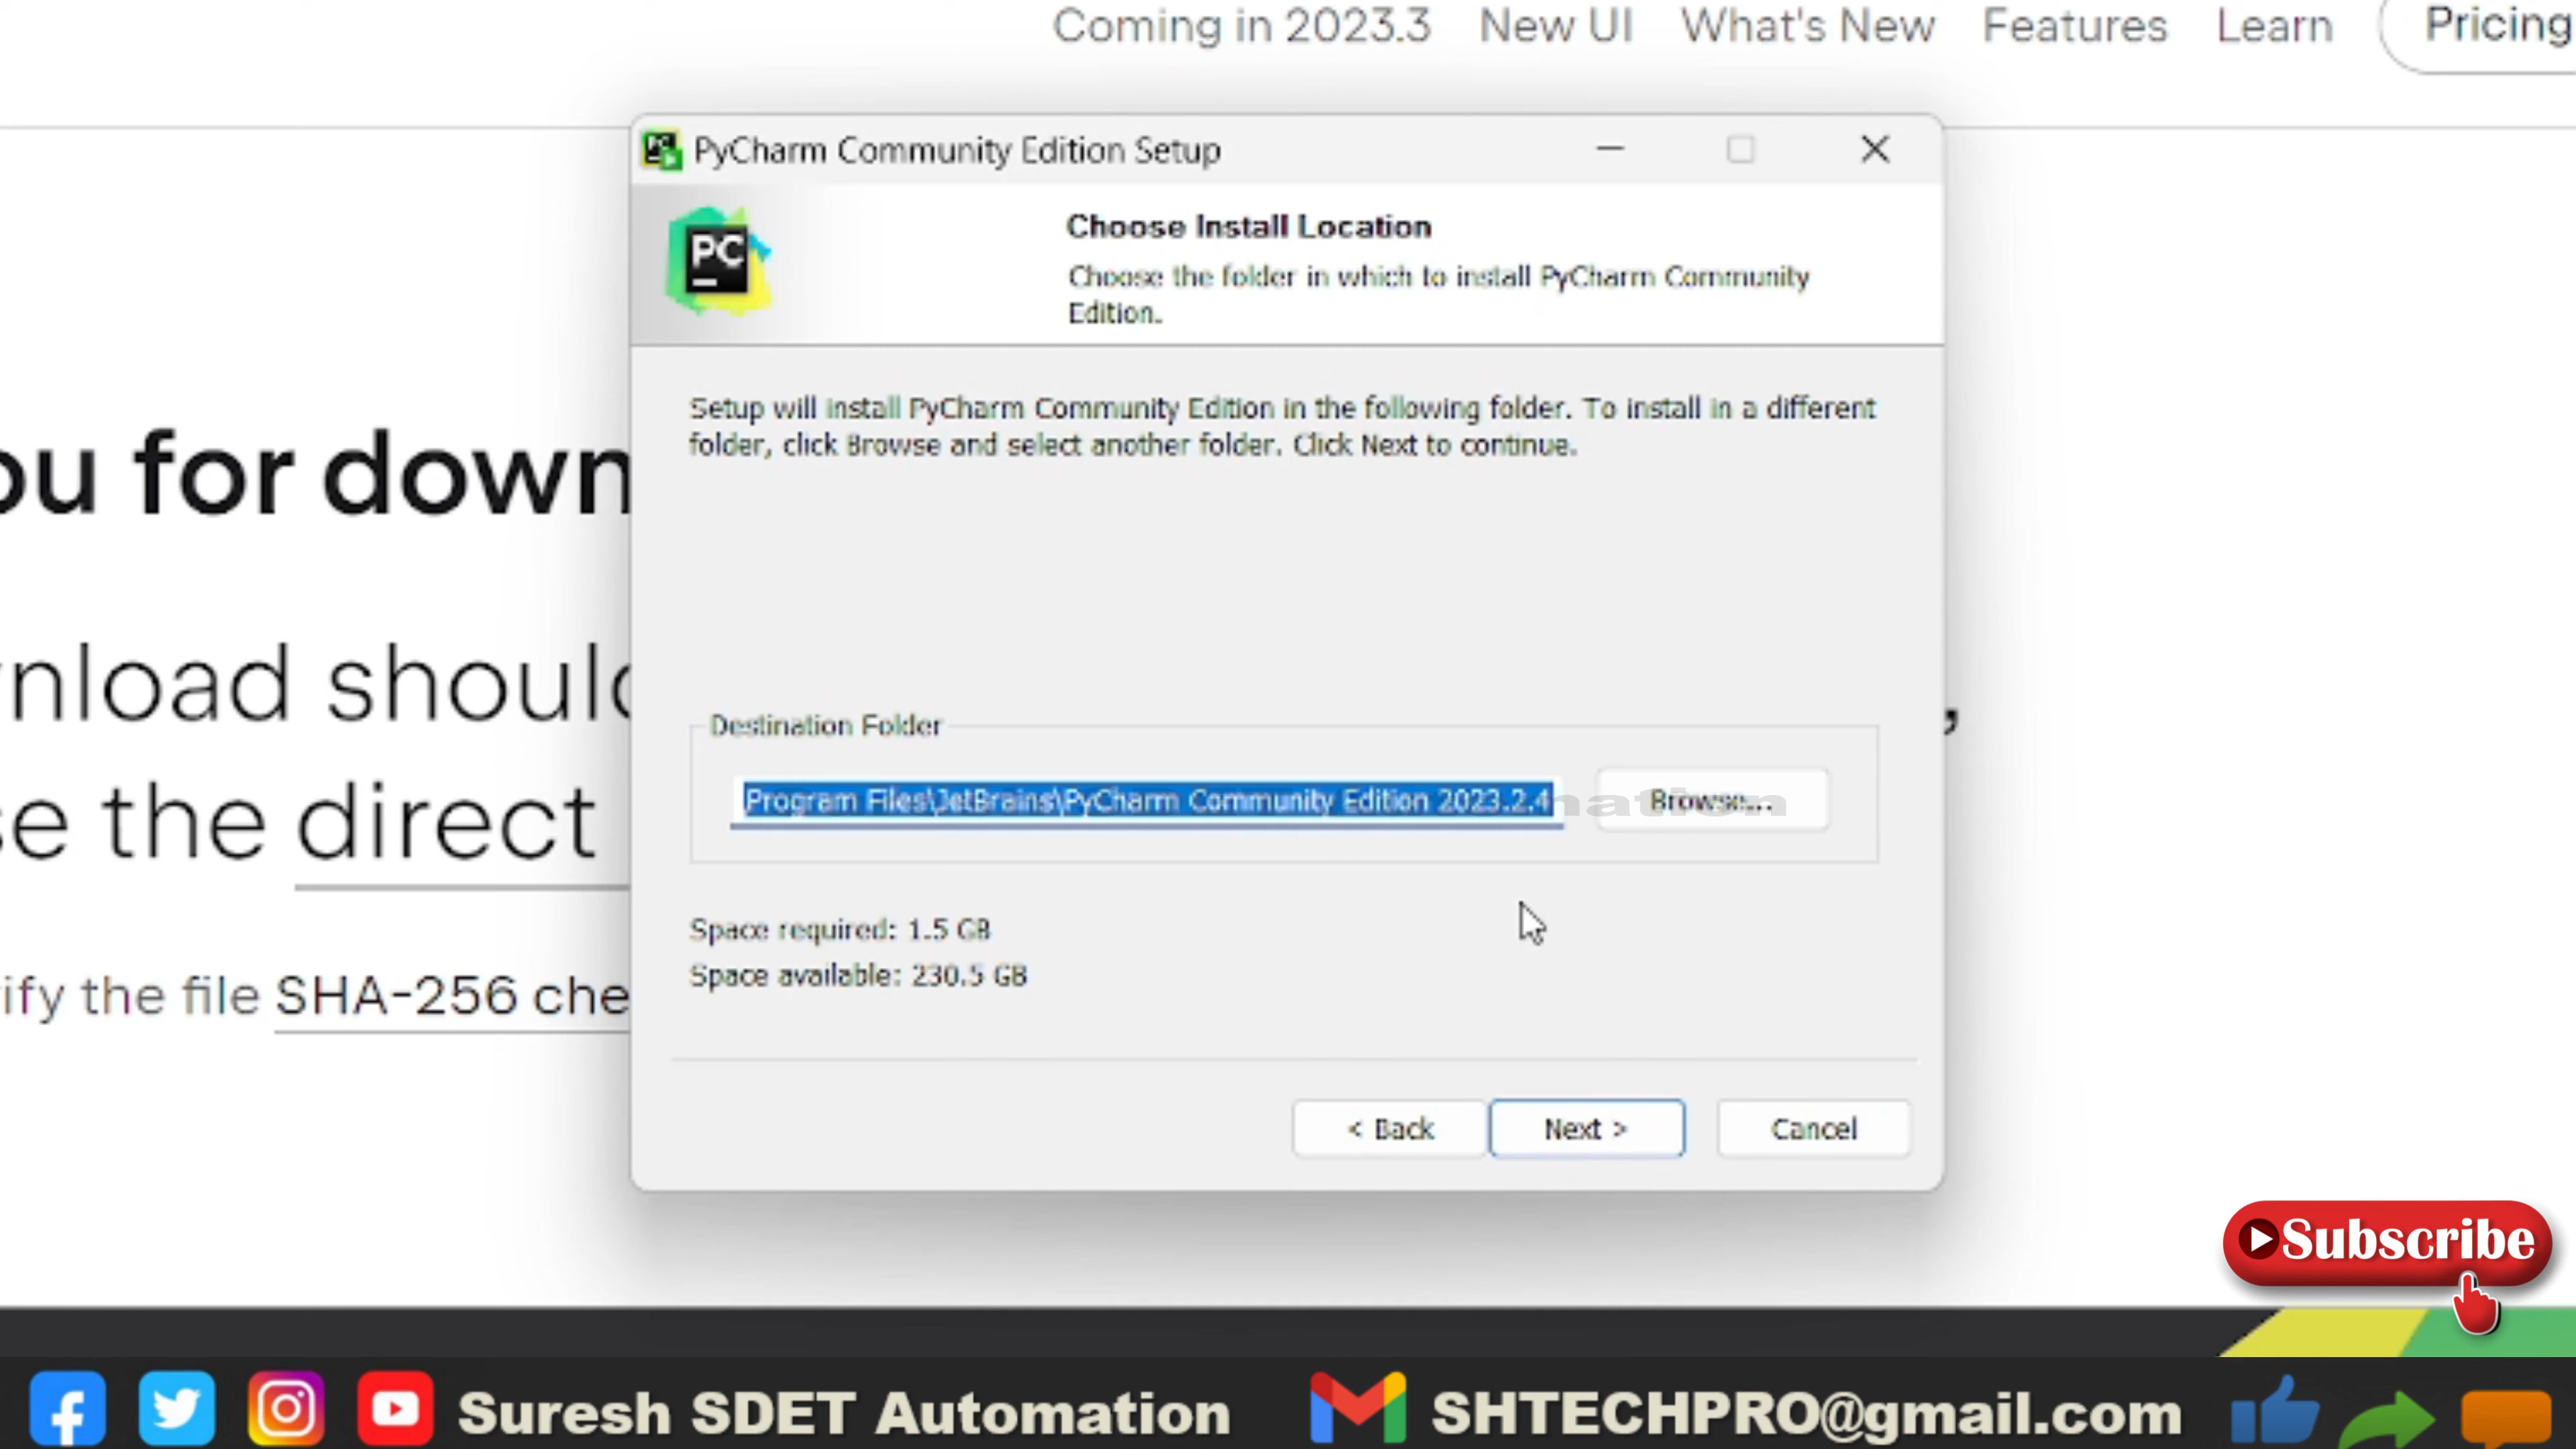 Coming in 2023.3 New UI What's New Features Learn Pricing
PyCharm Community Edition Setup
PC
Choose Install Location
Choose the folder in which to install PyCharm Community
Edition.
Setup will install PyCharm Community Edition in the following folder. To install in a different
folder, click Browse and select another folder. Click Next to continue.
ou for down
nload should
,
se the direct
Destination Folder
Program Files\JetBrains\PyCharm Community Edition 2023.2.4
nation
Browse...
Space required: 1.5 GB
Space available: 230.5 GB
ify the file SHA-256 che
< Back Next > Cancel
Subscribe
Suresh SDET Automation SHTECHPRO@gmail.com